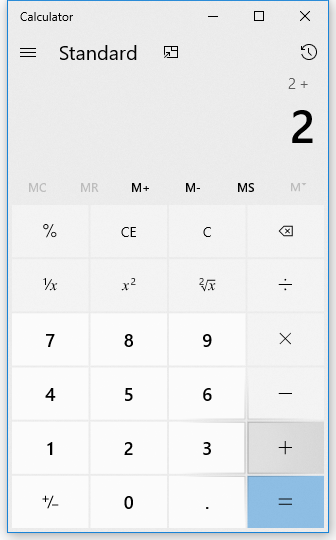 Calculator
Standard
2 +
2
MC MR M+ M- MS M˅
% CE C
¹/x x² ²√x ÷
7 8 9 ×
4 5 6 −
1 2 3 +
⁺/₋ 0 . =